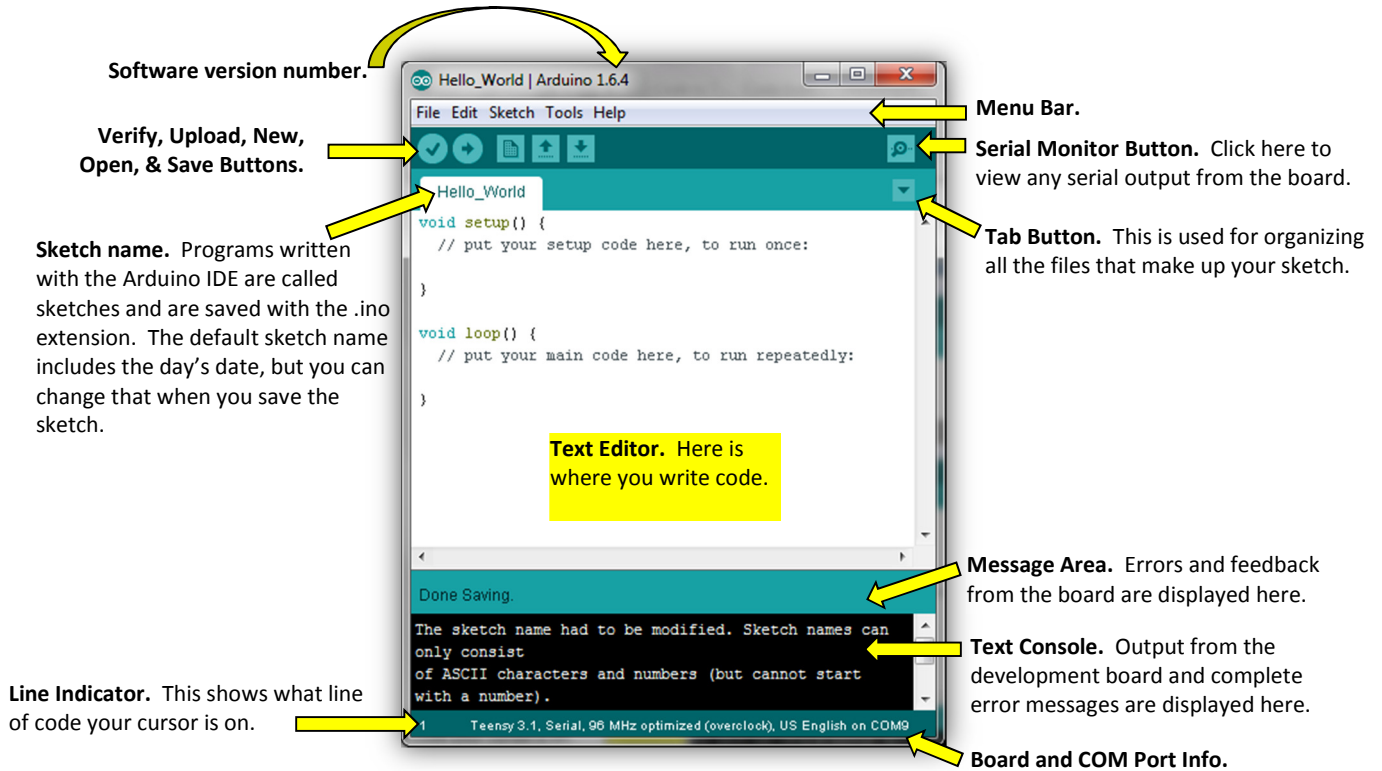 Software version number.
Hello_World | Arduino 1.6.4
File Edit Sketch Tools Help
Menu Bar.
Verify, Upload, New,
Open, & Save Buttons.
Serial Monitor Button. Click here to
view any serial output from the board.
Hello_World
Tab Button. This is used for organizing
all the files that make up your sketch.
Sketch name. Programs written
with the Arduino IDE are called
sketches and are saved with the .ino
extension. The default sketch name
includes the day’s date, but you can
change that when you save the
sketch.
void setup() {
// put your setup code here, to run once:
}
void loop() {
// put your main code here, to run repeatedly:
}
Text Editor. Here is
where you write code.
Message Area. Errors and feedback
from the board are displayed here.
Done Saving.
The sketch name had to be modified. Sketch names can
only consist
of ASCII characters and numbers (but cannot start
with a number).
Text Console. Output from the
development board and complete
error messages are displayed here.
Line Indicator. This shows what line
of code your cursor is on.
1 Teensy 3.1, Serial, 96 MHz optimized (overclock), US English on COM9
Board and COM Port Info.